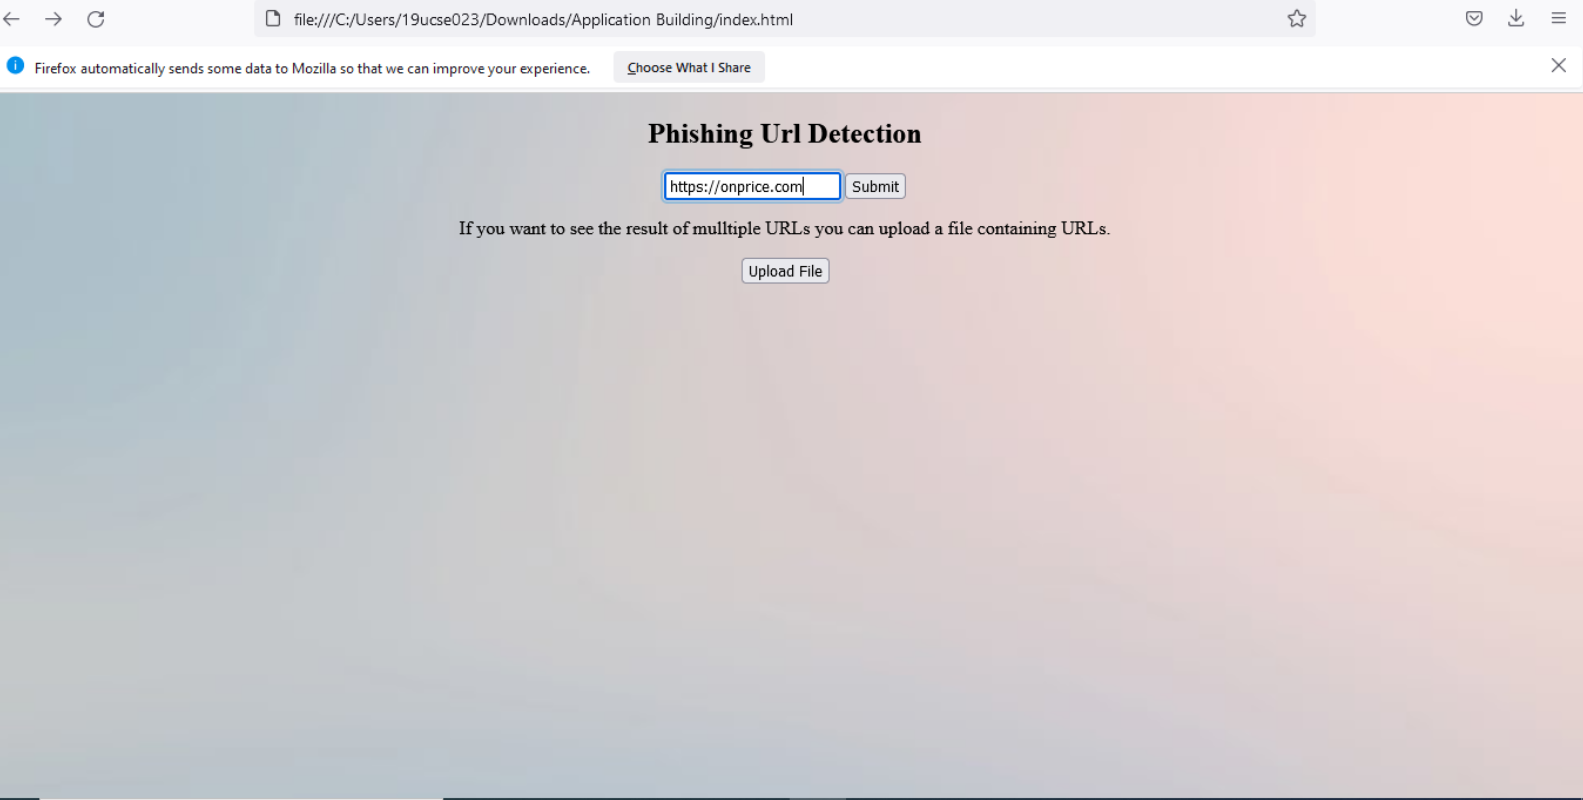 file:///C:/Users/19ucse023/Downloads/Application Building/index.html
Firefox automatically sends some data to Mozilla so that we can improve your experience. Choose What I Share
Phishing Url Detection
https://onprice.com Submit
If you want to see the result of mulltiple URLs you can upload a file containing URLs.
Upload File